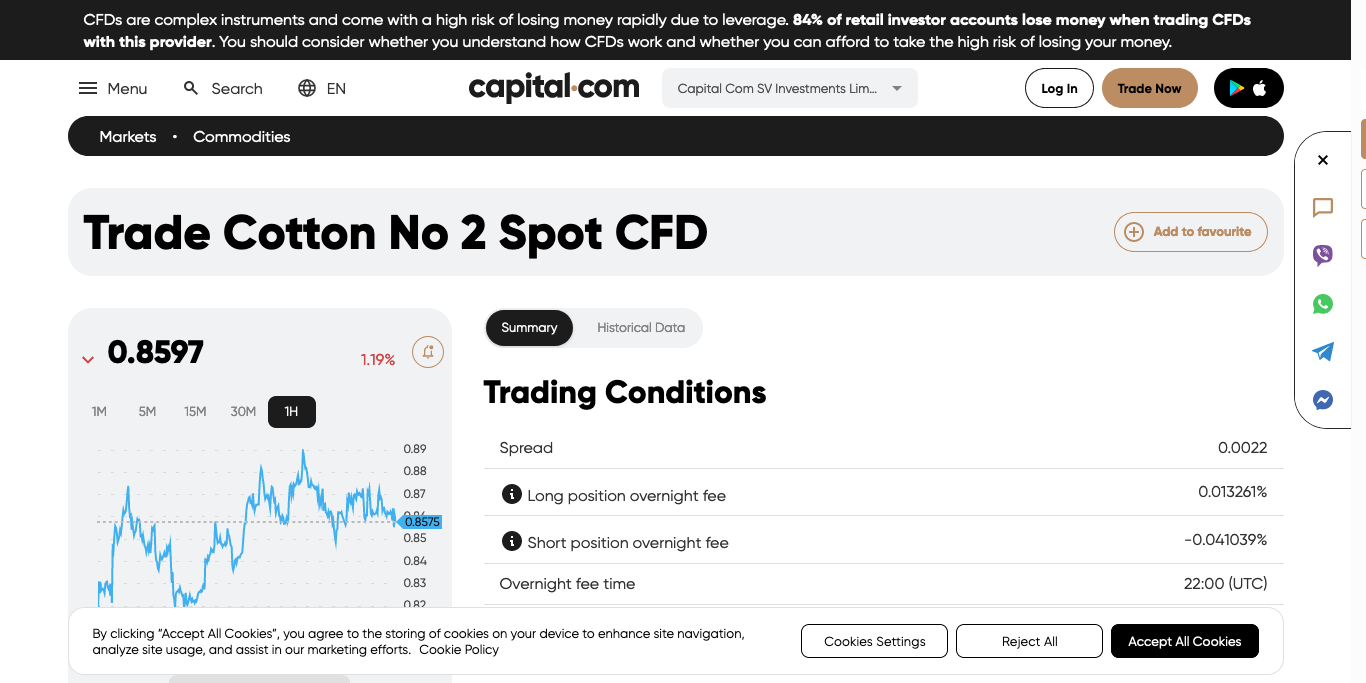 CFDs are complex instruments and come with a high risk of losing money rapidly due to leverage. 84% of retail investor accounts lose money when trading CFDs
with this provider. You should consider whether you understand how CFDs work and whether you can afford to take the high risk of losing your money.
Menu
Search
EN
capital.com
Capital Com SV Investments Lim...
Log In
Trade Now
Markets • Commodities
Trade Cotton No 2 Spot CFD
Add to favourite
0.8597
1.19%
1M 5M 15M 30M 1H
0.89
0.88
0.87
0.8575
0.85
0.84
0.83
0.82
Summary
Historical Data
Trading Conditions
Spread 0.0022
Long position overnight fee 0.013261%
Short position overnight fee -0.041039%
Overnight fee time 22:00 (UTC)
By clicking “Accept All Cookies”, you agree to the storing of cookies on your device to enhance site navigation,
analyze site usage, and assist in our marketing efforts. Cookie Policy
Cookies Settings
Reject All
Accept All Cookies